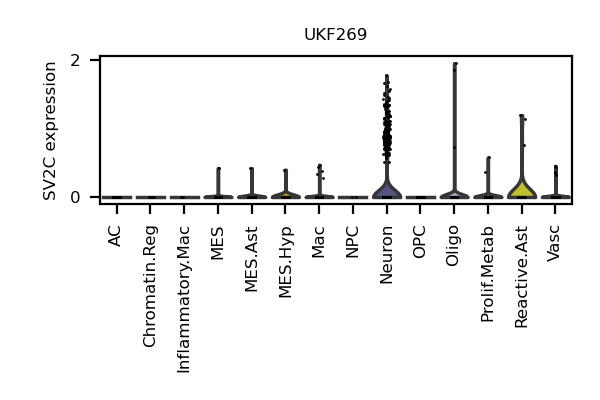 UKF269
SV2C expression
2
0
AC
Chromatin.Reg
Inflammatory.Mac
MES
MES.Ast
MES.Hyp
Mac
NPC
Neuron
OPC
Oligo
Prolif.Metab
Reactive.Ast
Vasc